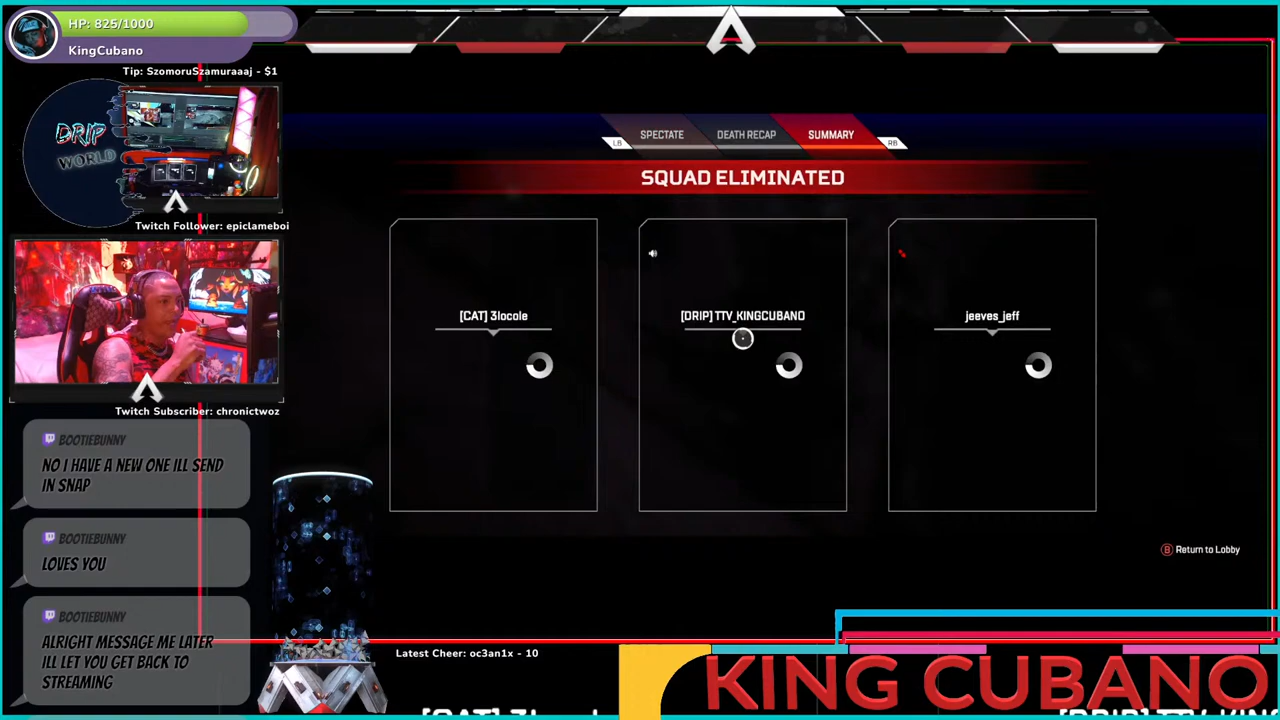 HP: 825/1000
KingCubano
Tip: SzomoruSzamuraaaj - $1
DRIP
WORLD
Twitch Follower: epiclameboi
Twitch Subscriber: chronictwoz
BOOTIEBUNNY
NO I HAVE A NEW ONE ILL SEND
IN SNAP
BOOTIEBUNNY
LOVES YOU
BOOTIEBUNNY
ALRIGHT MESSAGE ME LATER
ILL LET YOU GET BACK TO
STREAMING
LB
SPECTATE
DEATH RECAP
SUMMARY
RB
SQUAD ELIMINATED
[CAT] 3locole
[DRIP] TTV_KINGCUBANO
jeeves_jeff
B Return to Lobby
Latest Cheer: oc3an1x - 10
KING CUBANO